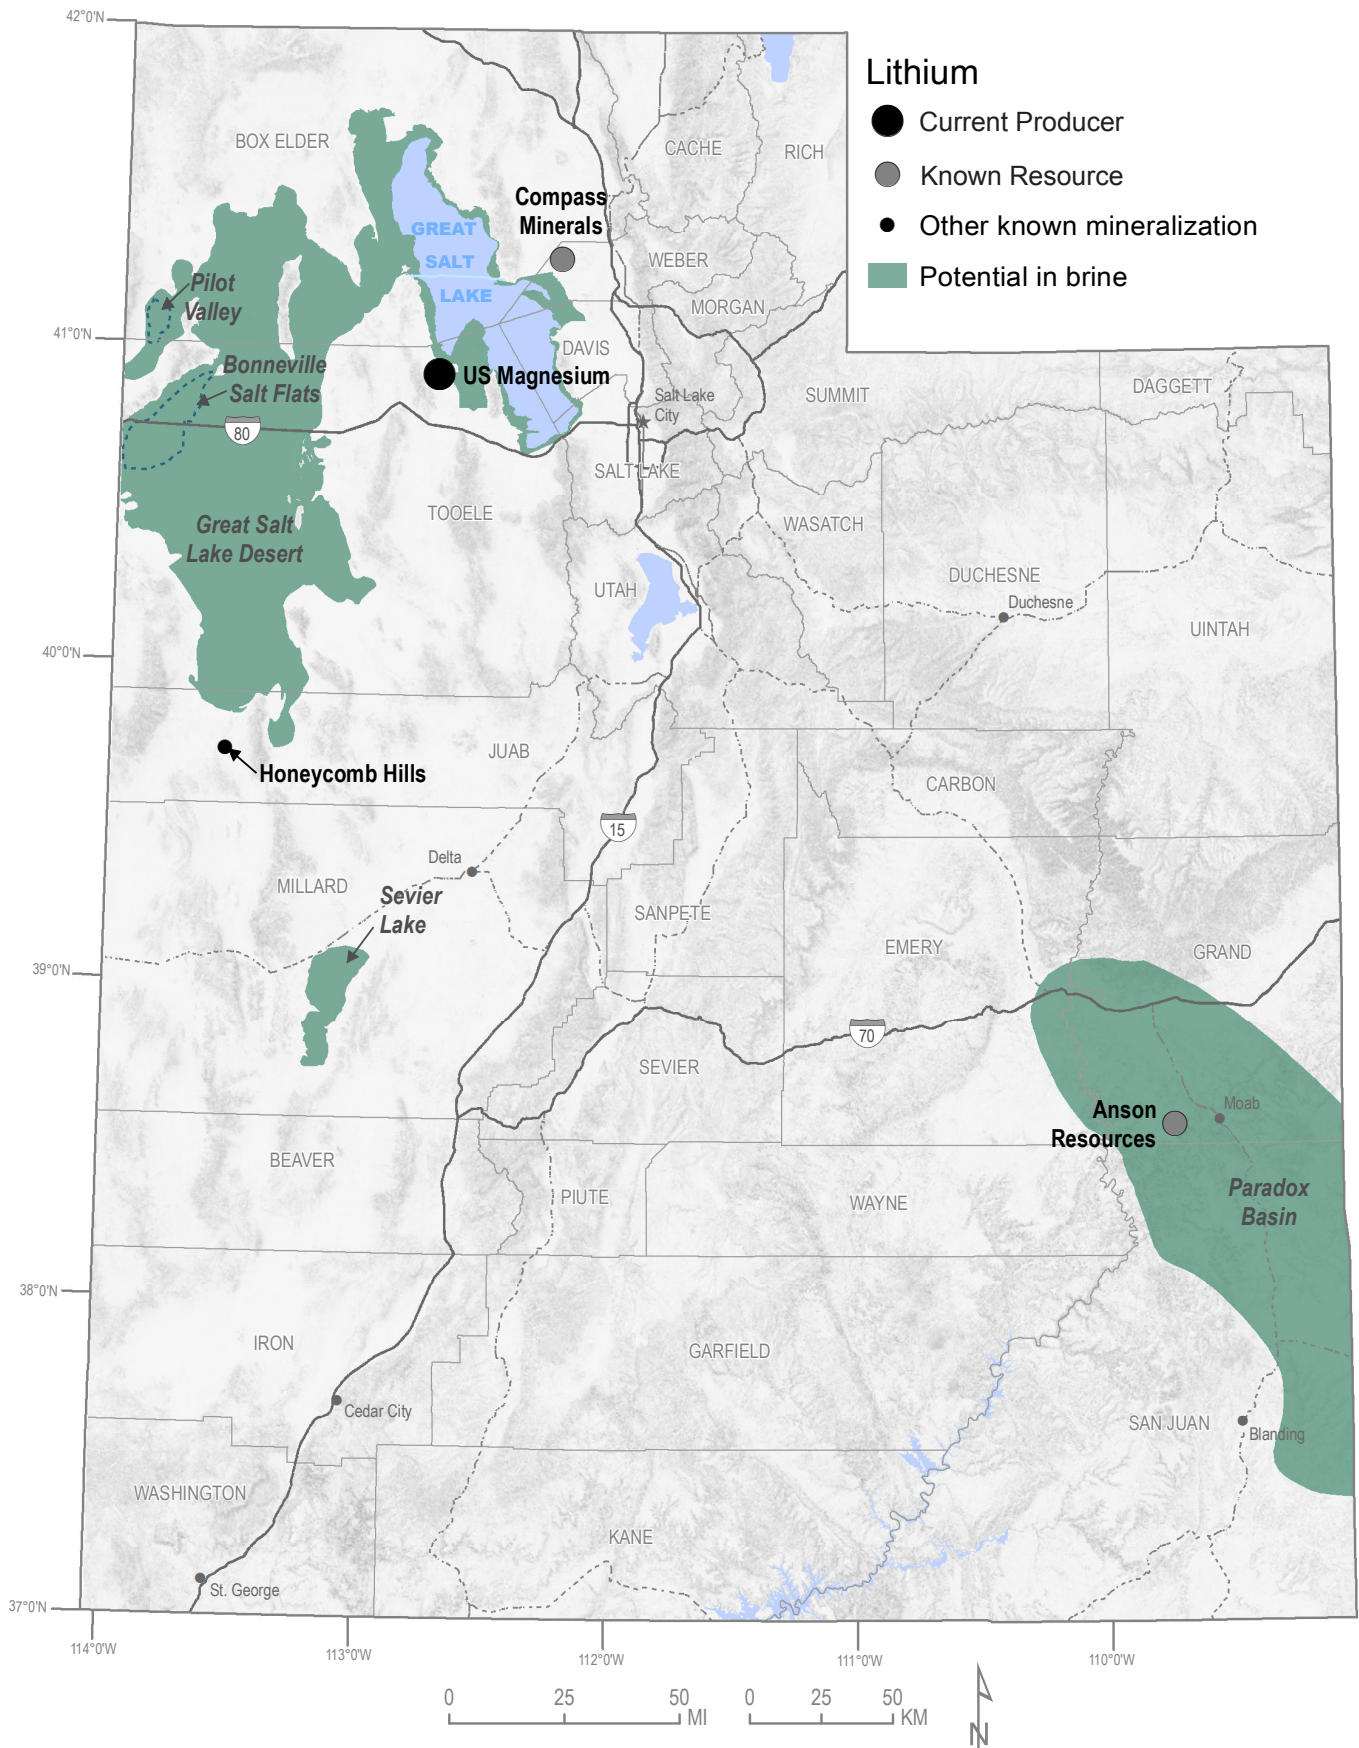 42°0'N
Lithium
Current Producer
Known Resource
Other known mineralization
Potential in brine
BOX ELDER
CACHE
RICH
Compass
Minerals
GREAT
SALT
LAKE
WEBER
MORGAN
Pilot
Valley
41°0'N
DAVIS
Bonneville
Salt Flats
US Magnesium
Salt Lake
City
SUMMIT
DAGGETT
80
SALT LAKE
TOOELE
Great Salt
Lake Desert
WASATCH
UTAH
DUCHESNE
Duchesne
UINTAH
40°0'N
JUAB
Honeycomb Hills
CARBON
15
Delta
MILLARD
Sevier
Lake
SANPETE
EMERY
GRAND
39°0'N
70
SEVIER
Anson
Resources
Moab
BEAVER
PIUTE
WAYNE
Paradox
Basin
38°0'N
IRON
GARFIELD
Cedar City
SAN JUAN
Blanding
WASHINGTON
KANE
St. George
37°0'N
114°0'W
113°0'W
112°0'W
111°0'W
110°0'W
0 25 50 MI
0 25 50 KM
N